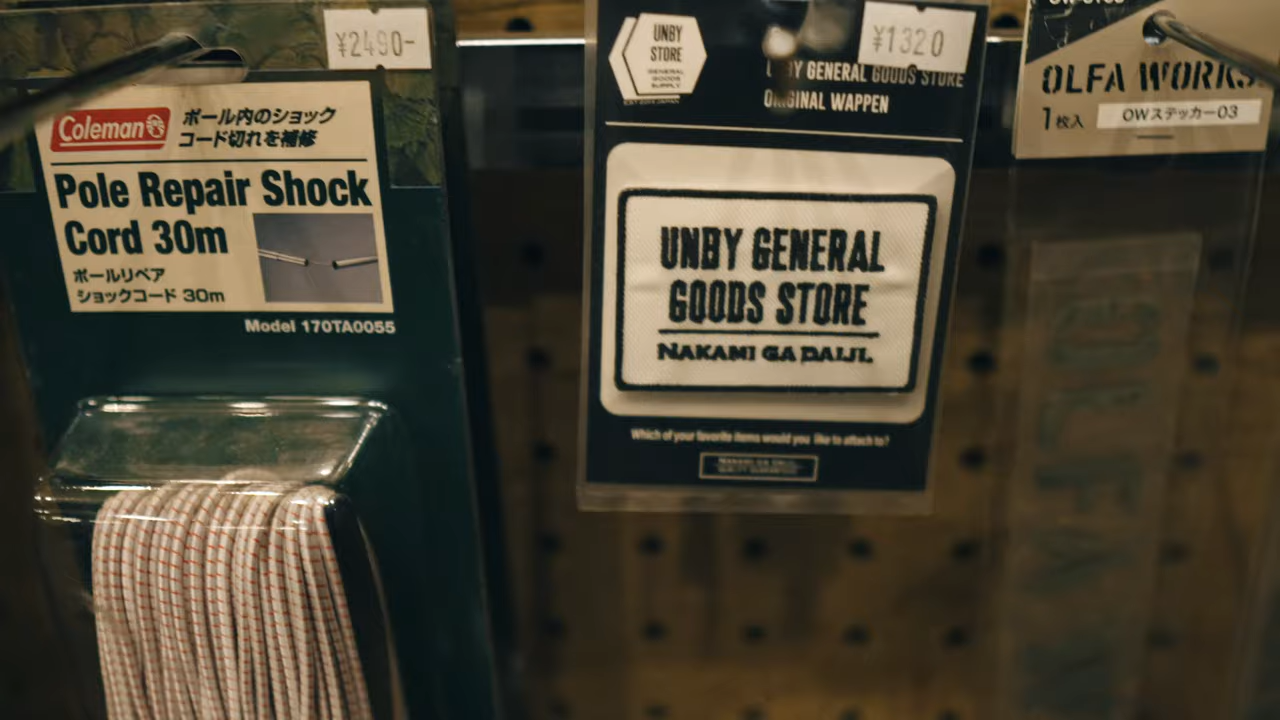 ¥2490-
Coleman
ポール内のショック
コード切れを補修
Pole Repair Shock
Cord 30m
ポールリペア
ショックコード 30m
Model 170TA0055
UNBY
STORE
GENERAL
GOODS
SUPPLY
¥1320
BY GENERAL GOODS STORE
ORIGINAL WAPPEN
UNBY GENERAL
GOODS STORE
NAKAMI GA DAIJI.
Which of your favorite items would you like to attach to?
OLFA WORKS
1枚入
OWステッカー03
OLFA